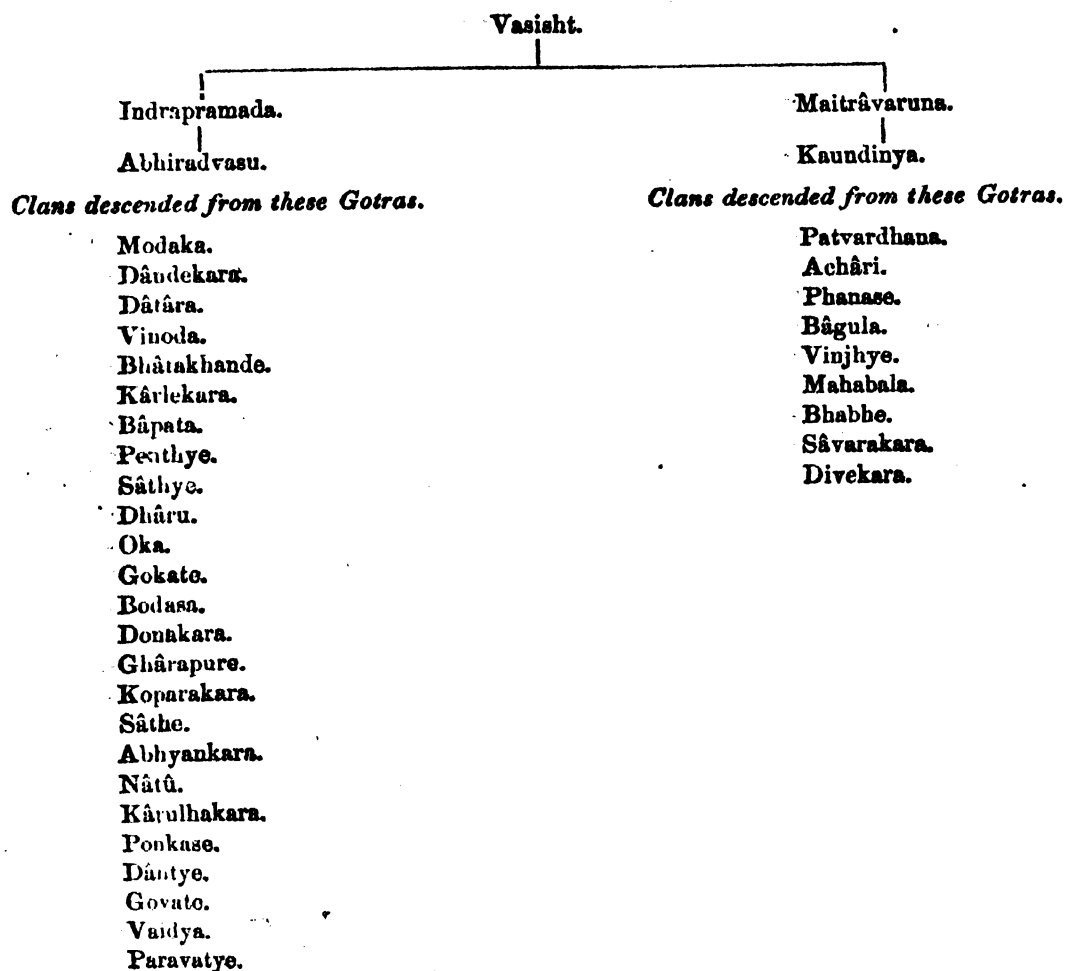 Vasisht.
Indrapramada.
Abhiradvasu.
Clans descended from these Gotras.
Modaka.
Dândekara.
Dâtâra.
Vinoda.
Bhâtakhande.
Kârlekara.
Bâpata.
Penthye.
Sâthye.
Dhâru.
Oka.
Gokate.
Bodasa.
Donakara.
Ghârapure.
Koparakara.
Sâthe.
Abhyankara.
Nâtû.
Kârulhakara.
Ponkase.
Dântye.
Govate.
Vaidya.
Paravatye.
Maitrâvaruna.
Kaundinya.
Clans descended from these Gotras.
Patvardhana.
Achâri.
Phanase.
Bâgula.
Vinjhye.
Mahabala.
Bhabhe.
Sâvarakara.
Divekara.